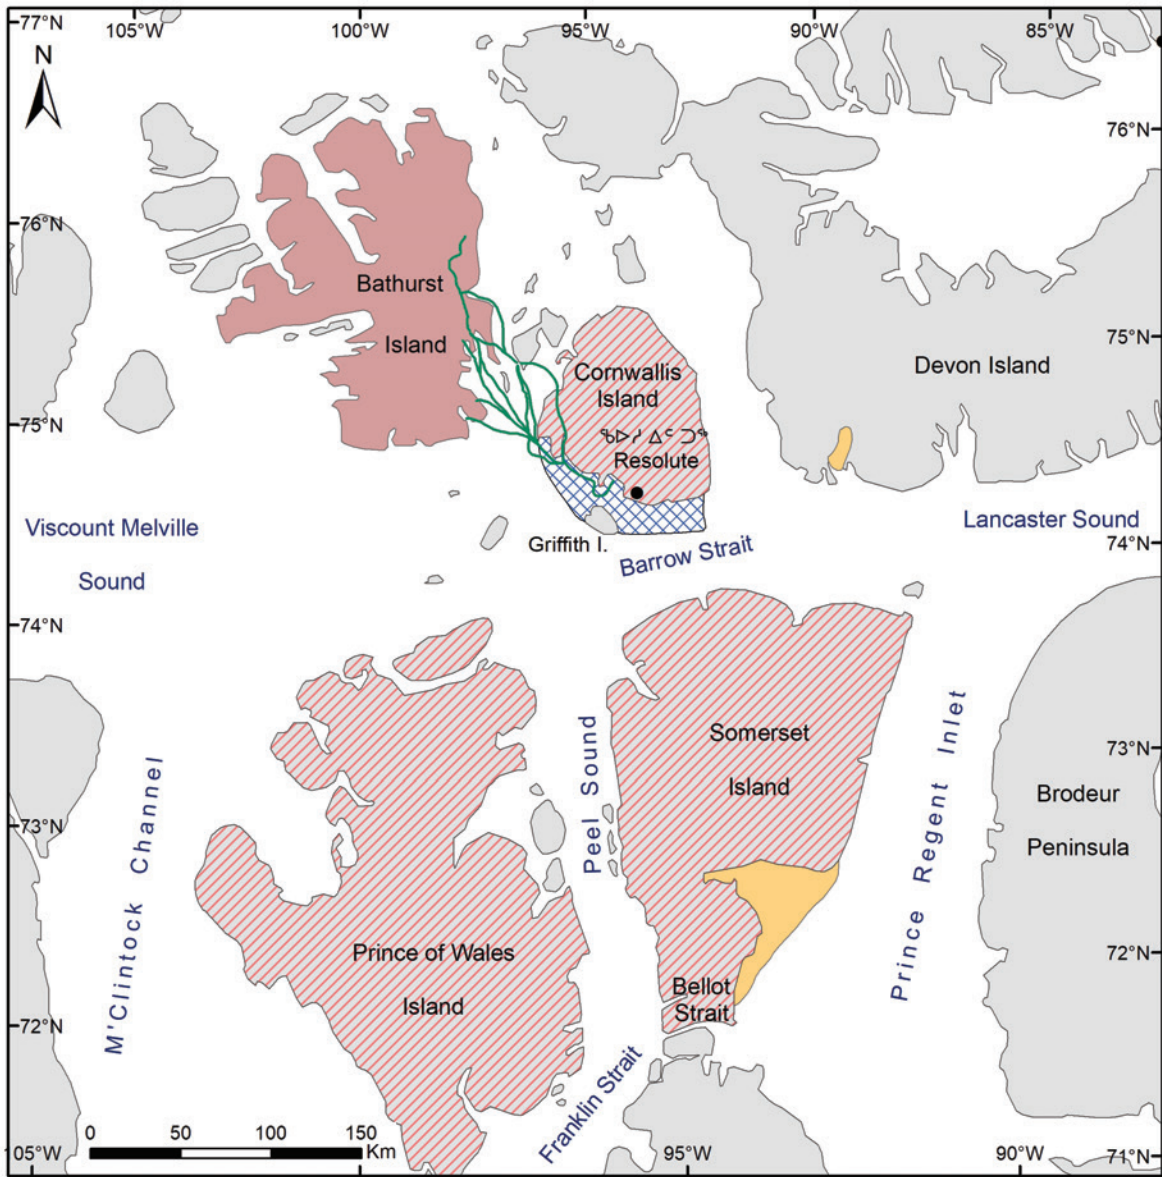 77°N
105°W
100°W
95°W
90°W
85°W
N
76°N
76°N
Bathurst
Island
75°N
Cornwallis
Island
Devon Island
75°N
ᖃᐅᓱᐃᑦᑐᖅ
Resolute
Viscount Melville
Sound
Griffith I.
Barrow Strait
Lancaster Sound
74°N
74°N
M'Clintock Channel
Peel Sound
Somerset
Island
Prince Regent Inlet
73°N
Brodeur
Peninsula
73°N
Prince of Wales
Island
Bellot
Strait
72°N
72°N
Franklin Strait
0 50 100 150
Km
05°W
95°W
90°W
71°N